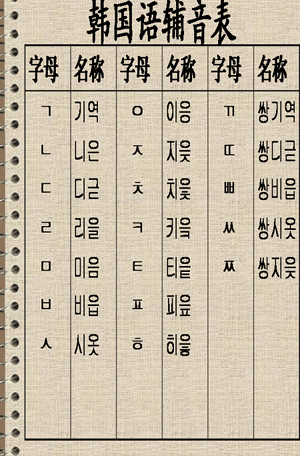 韩国语辅音表
字母 名称 字母 名称 字母 名称
ㄱ 기역 ㅇ 이응 ㄲ 쌍기역
ㄴ 니은 ㅈ 지읒 ㄸ 쌍디귿
ㄷ 디귿 ㅊ 치읓 ㅃ 쌍비읍
ㄹ 리을 ㅋ 키읔 ㅆ 쌍시옷
ㅁ 미음 ㅌ 티읕 ㅉ 쌍지읒
ㅂ 비읍 ㅍ 피읖
ㅅ 시옷 ㅎ 히읗